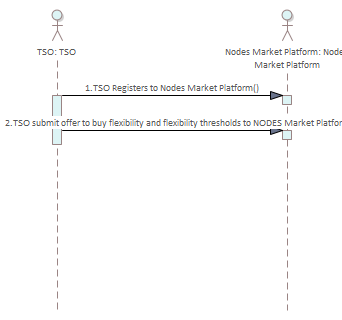 TSO: TSO
Nodes Market Platform: Node
Market Platform
1.TSO Registers to Nodes Market Platform()
2.TSO submit offer to buy flexibility and flexibility thresholds to NODES Market Platfor